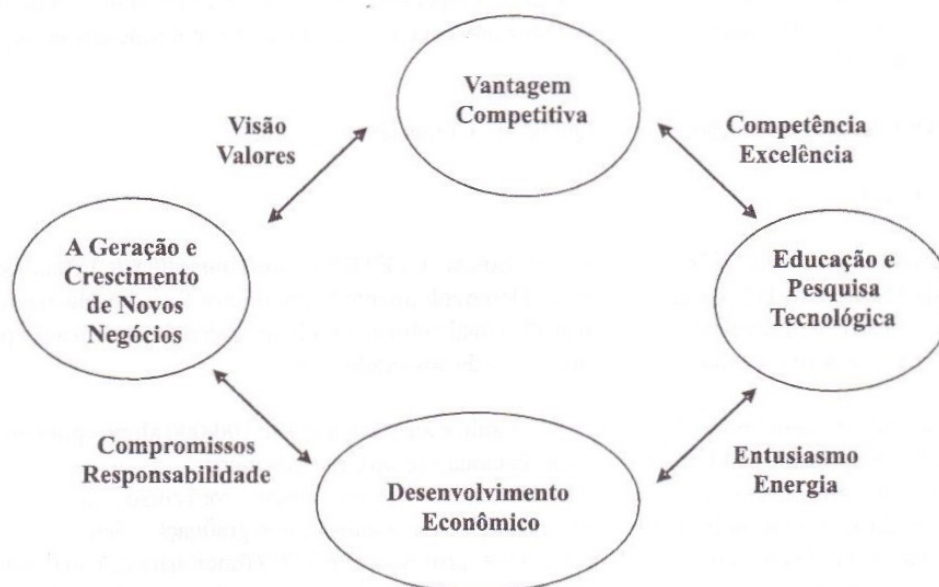 Vantagem
Competitiva
Visão
Valores
Competência
Excelência
A Geração e
Crescimento
de Novos
Negócios
Educação e
Pesquisa
Tecnológica
Compromissos
Responsabilidade
Desenvolvimento
Econômico
Entusiasmo
Energia